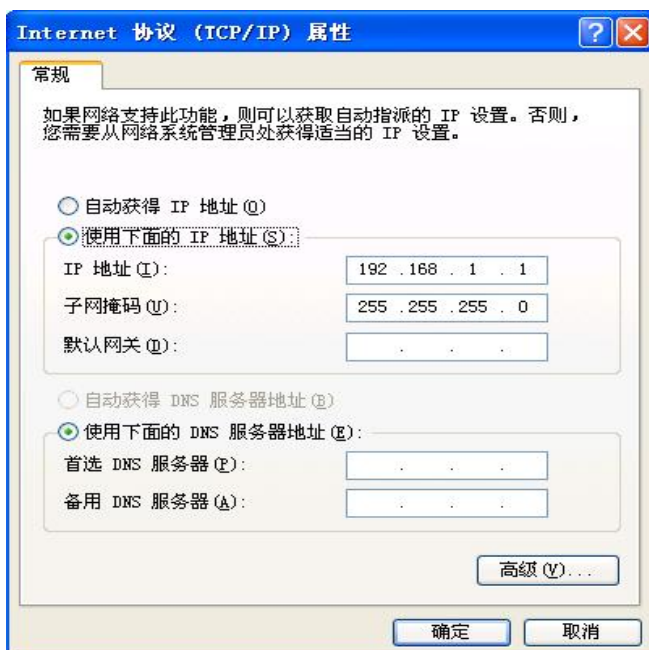 Internet 协议 (TCP/IP) 属性
常规
如果网络支持此功能，则可以获取自动指派的 IP 设置。否则，
您需要从网络系统管理员处获得适当的 IP 设置。
自动获得 IP 地址(O)
使用下面的 IP 地址(S):
IP 地址(I): 192 .168 . 1 . 1
子网掩码(U): 255 .255 .255 . 0
默认网关(D): . . .
自动获得 DNS 服务器地址(B)
使用下面的 DNS 服务器地址(E):
首选 DNS 服务器(P): . . .
备用 DNS 服务器(A): . . .
高级(V)...
确定 取消